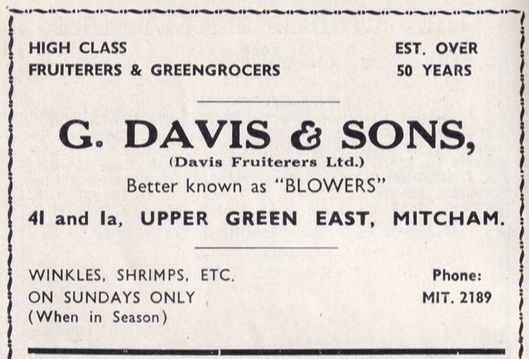 HIGH CLASS EST. OVER
FRUITERERS & GREENGROCERS 50 YEARS
G. DAVIS & SONS,
(Davis Fruiterers Ltd.)
Better known as "BLOWERS"
41 and 1a, UPPER GREEN EAST, MITCHAM.
WINKLES, SHRIMPS, ETC. Phone:
ON SUNDAYS ONLY MIT. 2189
(When in Season)